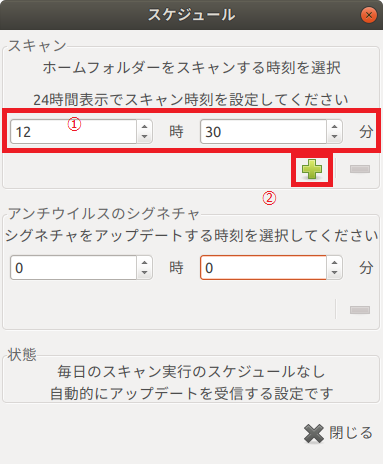 スケジュール
スキャン
ホームフォルダーをスキャンする時刻を選択
24時間表示でスキャン時刻を設定してください
12 ① 時 30 分
②
アンチウイルスのシグネチャ
シグネチャをアップデートする時刻を選択してください
0 時 0 分
状態
毎日のスキャン実行のスケジュールなし
自動的にアップデートを受信する設定です
閉じる